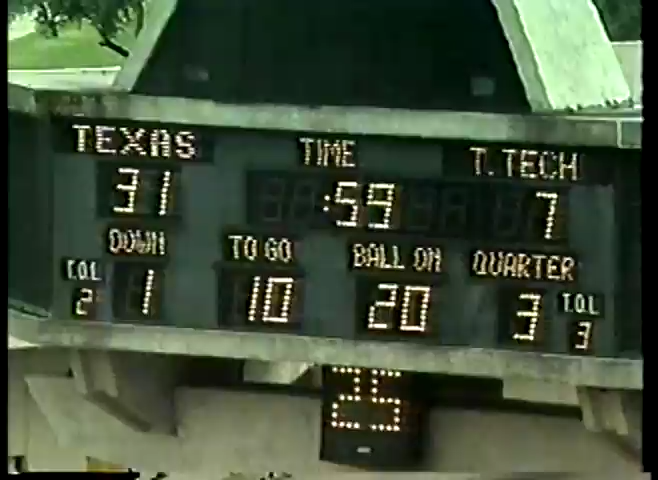 TEXAS TIME T. TECH
31 :59 7
DOWN TO GO BALL ON QUARTER
T.O.L 1 10 20 3 T.O.L
2 3
25